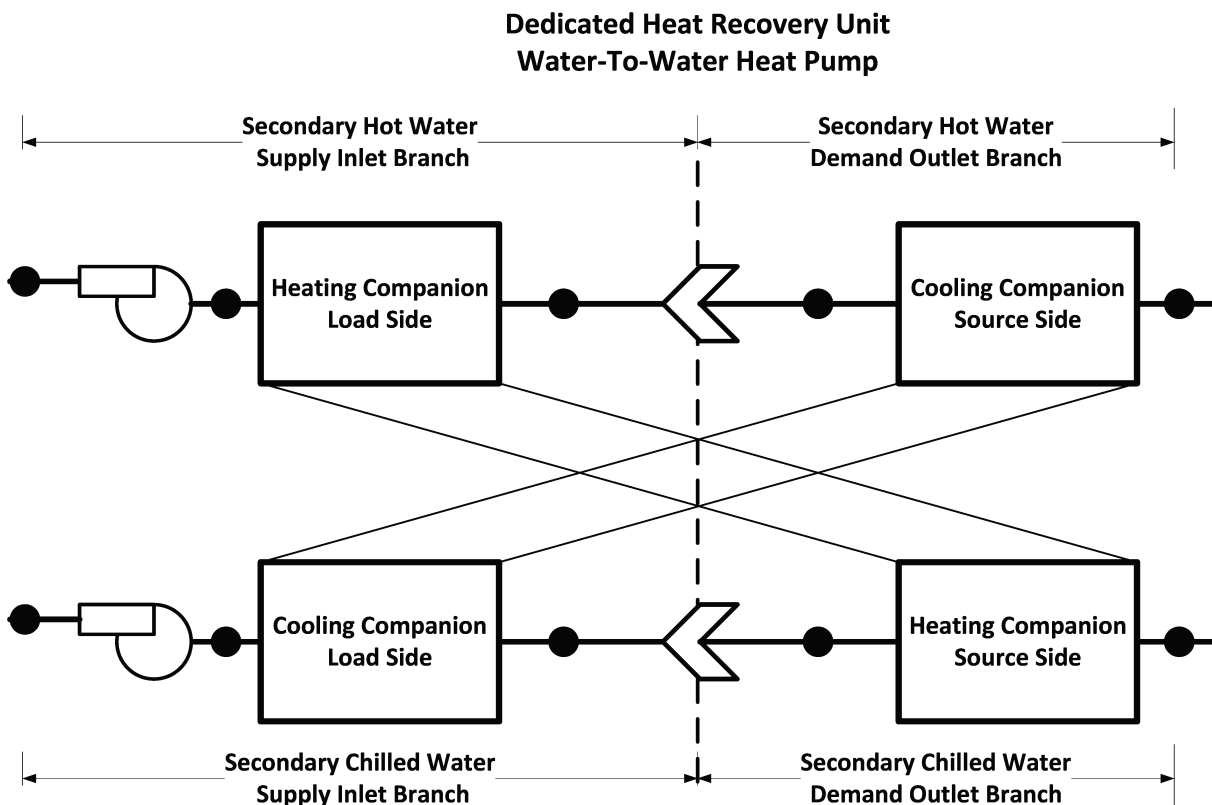 Dedicated Heat Recovery Unit
Water-To-Water Heat Pump
Secondary Hot Water
Supply Inlet Branch
Secondary Hot Water
Demand Outlet Branch
Heating Companion
Load Side
Cooling Companion
Source Side
Cooling Companion
Load Side
Heating Companion
Source Side
Secondary Chilled Water
Supply Inlet Branch
Secondary Chilled Water
Demand Outlet Branch